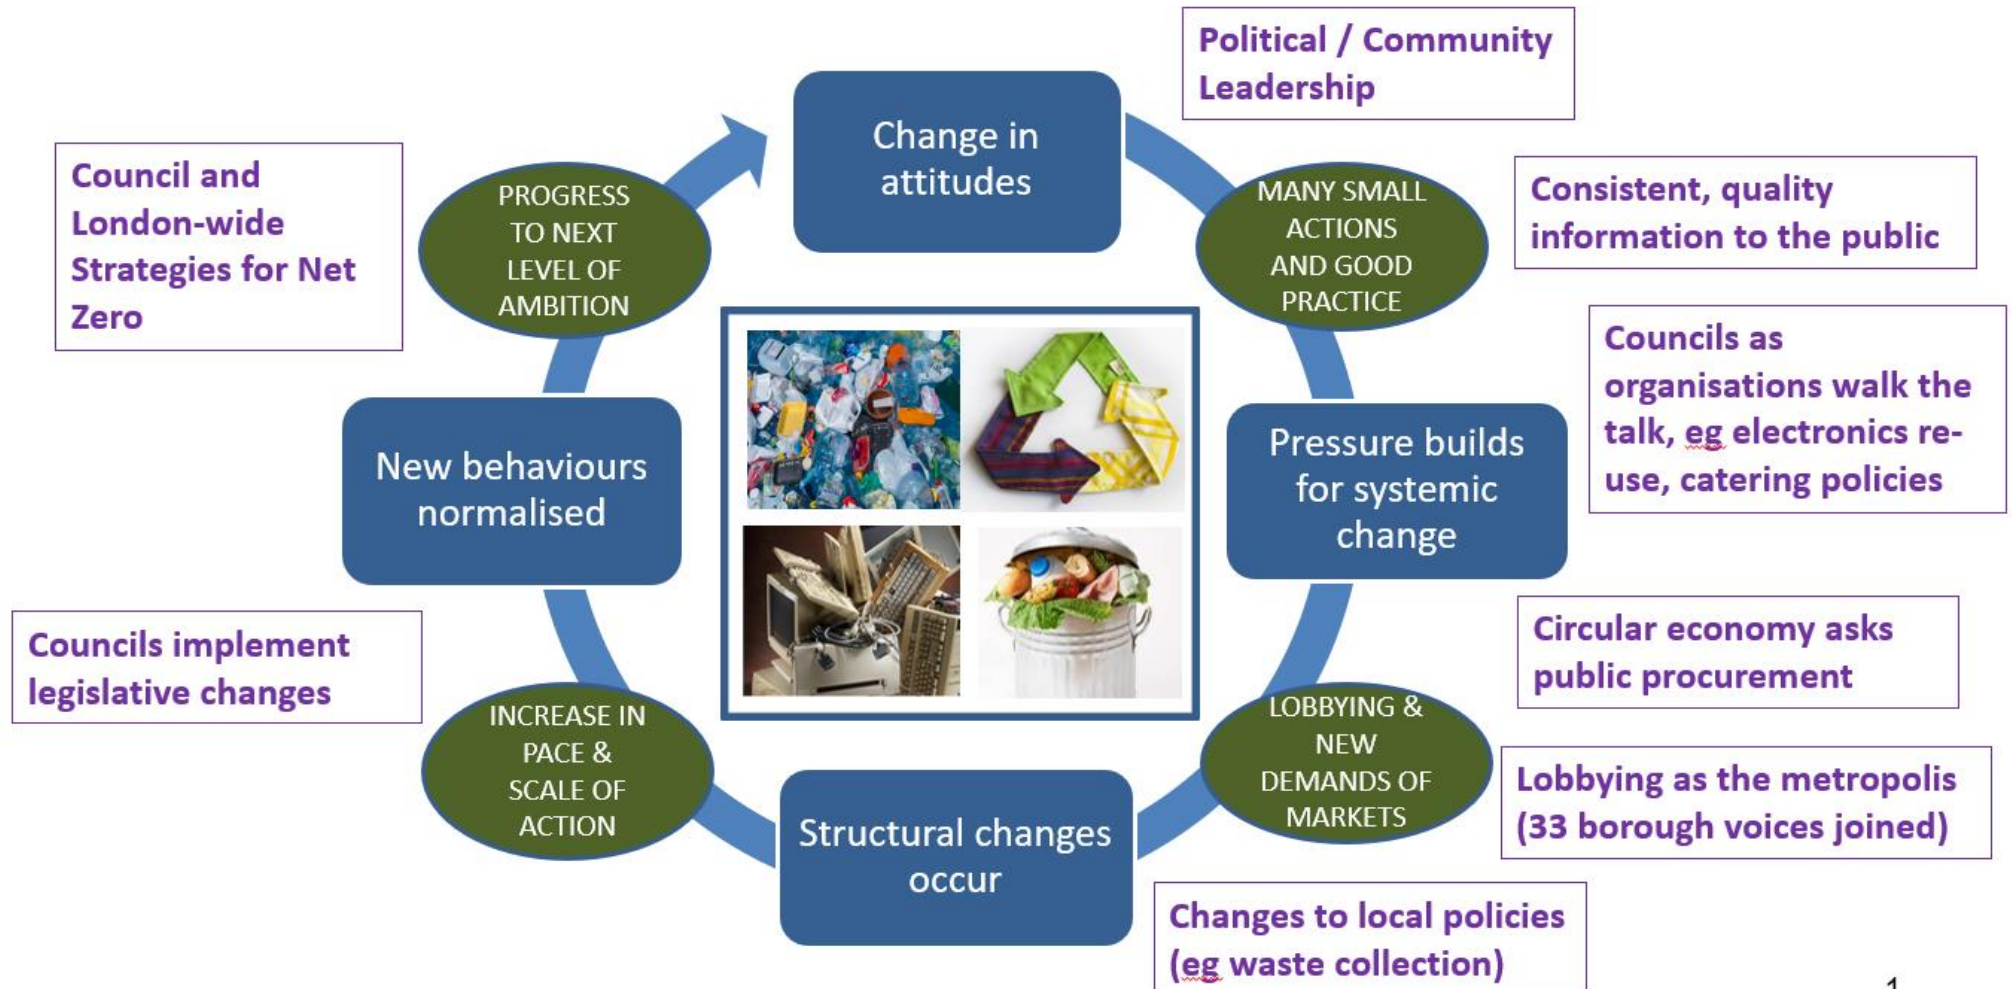 Political / Community
Leadership
Change in
attitudes
Council and
London-wide
Strategies for Net
Zero
PROGRESS
TO NEXT
LEVEL OF
AMBITION
MANY SMALL
ACTIONS
AND GOOD
PRACTICE
Consistent, quality
information to the public
Councils as
organisations walk the
talk, eg electronics re-
use, catering policies
New behaviours
normalised
Pressure builds
for systemic
change
Councils implement
legislative changes
Circular economy asks
public procurement
INCREASE IN
PACE &
SCALE OF
ACTION
LOBBYING &
NEW
DEMANDS OF
MARKETS
Lobbying as the metropolis
(33 borough voices joined)
Structural changes
occur
Changes to local policies
(eg waste collection)
1